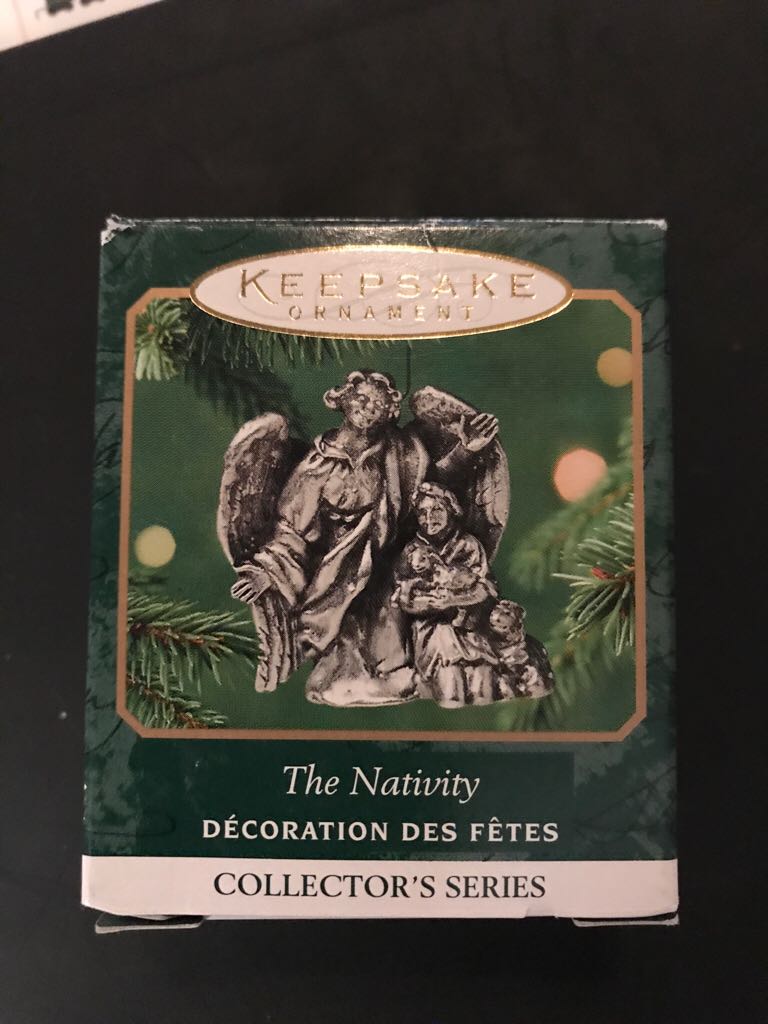 KEEPSAKE
ORNAMENT
The Nativity
DÉCORATION DES FÊTES
COLLECTOR'S SERIES